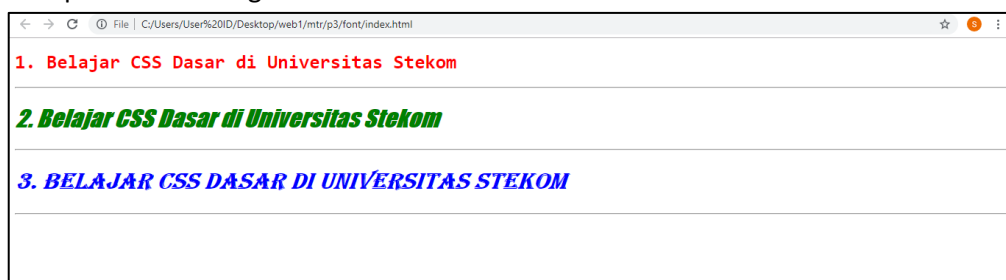 File | C:/Users/User%20ID/Desktop/web1/mtr/p3/font/index.html
S
1. Belajar CSS Dasar di Universitas Stekom
2. Belajar CSS Dasar di Universitas Stekom
3. BELAJAR CSS DASAR DI UNIVERSITAS STEKOM